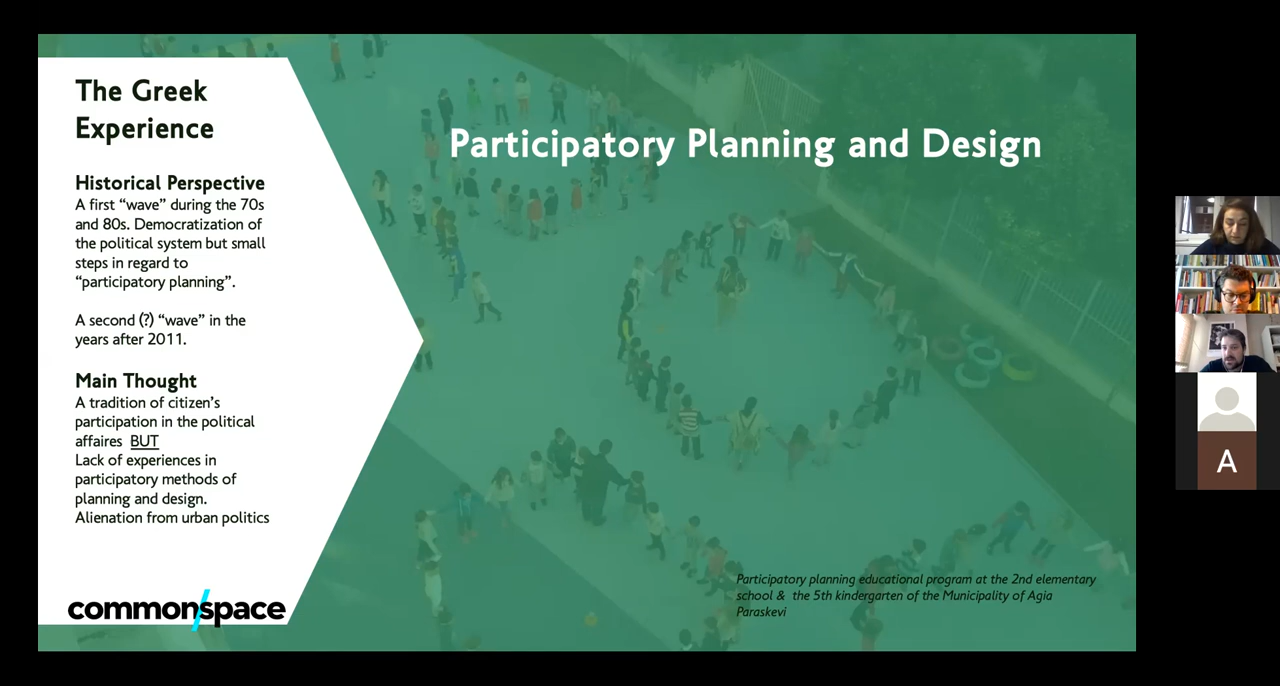 The Greek
Experience
Historical Perspective
A first “wave” during the 70s
and 80s. Democratization of
the political system but small
steps in regard to
“participatory planning”.
A second (?) “wave” in the
years after 2011.
Main Thought
A tradition of citizen’s
participation in the political
affaires BUT
Lack of experiences in
participatory methods of
planning and design.
Alienation from urban politics
common/space
Participatory Planning and Design
Participatory planning educational program at the 2nd elementary
school & the 5th kindergarten of the Municipality of Agia
Paraskevi
A